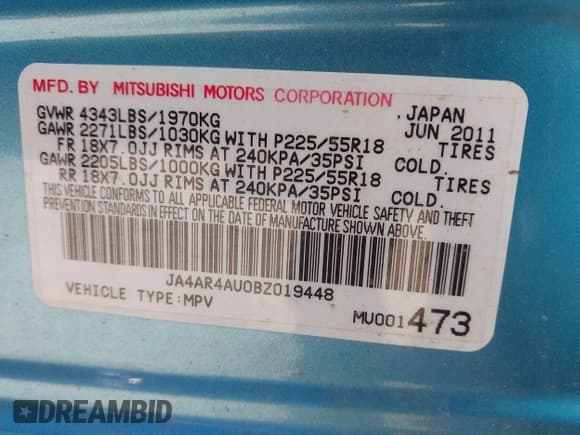 MFD. BY MITSUBISHI MOTORS CORPORATION
GVWR 4343LBS/1970KG , JAPAN
GAWR 2271LBS/1030KG WITH P225/55R18 JUN 2011
FR 18X7.0JJ RIMS AT 240KPA/35PSI TIRES COLD.
GAWR 2205LBS/1000KG WITH P225/55R18 TIRES
RR 18X7.0JJ RIMS AT 240KPA/35PSI COLD.
THIS VEHICLE CONFORMS TO ALL APPLICABLE FEDERAL MOTOR VEHICLE SAFETY AND THEFT
PREVENTION STANDARDS IN EFFECT ON THE DATE OF MANUFACTURE SHOWN ABOVE.
JA4AR4AU0BZ019448
VEHICLE TYPE:MPV
MU001473
DREAMBID